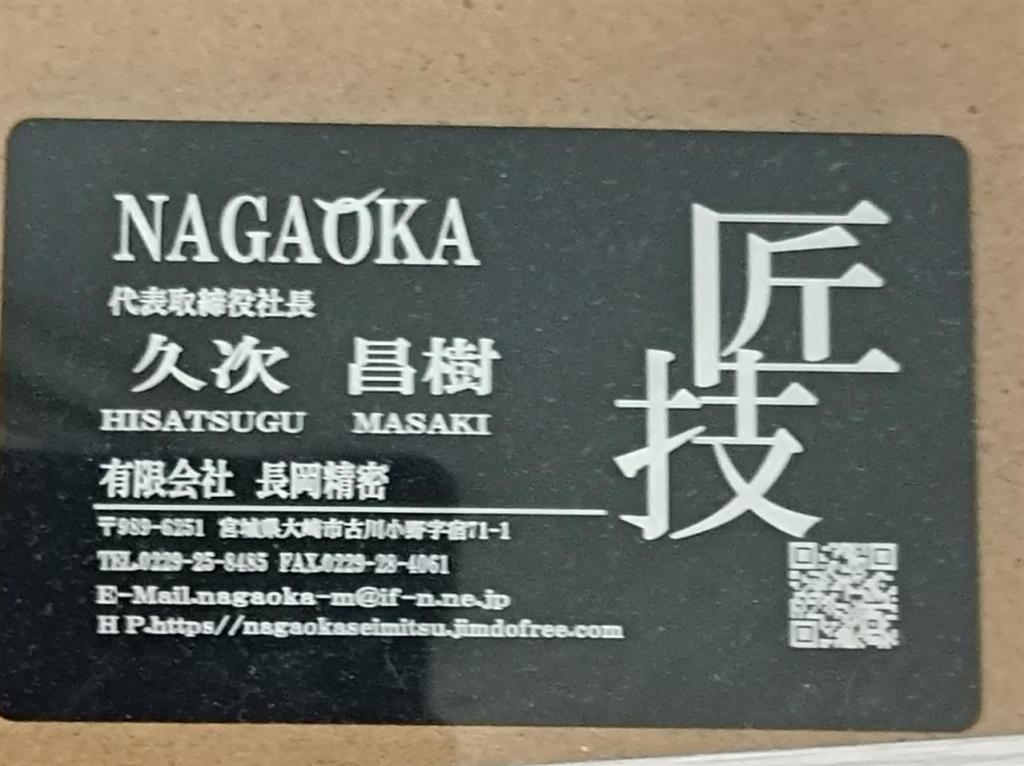 NAGAOKA
代表取締役社長
久次 昌樹
HISATSUGU MASAKI
有限会社 長岡精密
〒989-6251 宮城県大崎市古川小野字宿71-1
TEL.0229-25-8485 FAX.0229-28-4061
E-Mail.nagaoka-m@if-n.ne.jp
H P.https//nagaokaseimitsu.jimdofree.com
匠
技